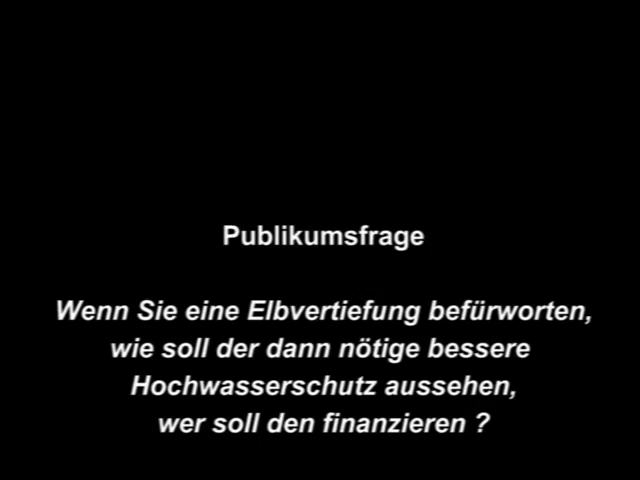 Publikumsfrage
Wenn Sie eine Elbvertiefung befürworten,
wie soll der dann nötige bessere
Hochwasserschutz aussehen,
wer soll den finanzieren ?